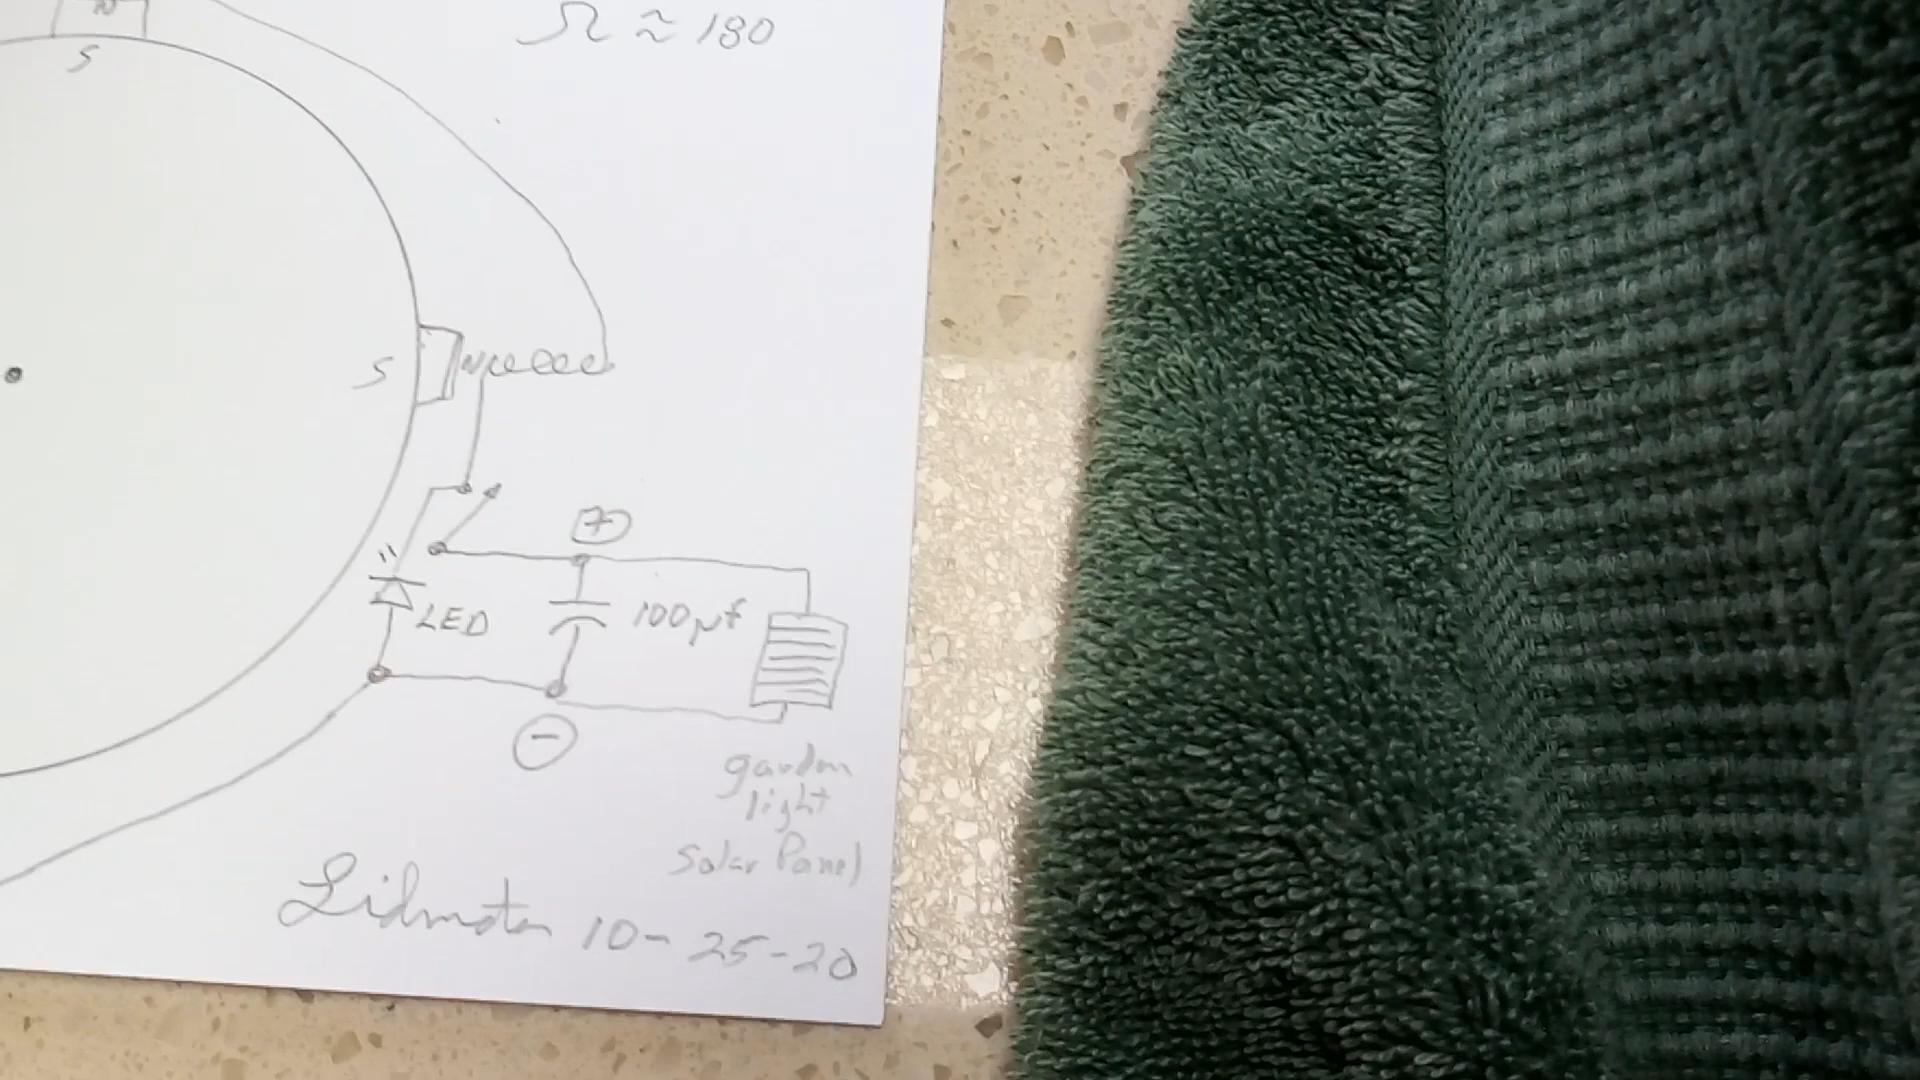 N
Ω ≈ 180
S
S
N
+
LED
100μf
−
garden
light
Solar Panel
Lidmotor 10-25-20